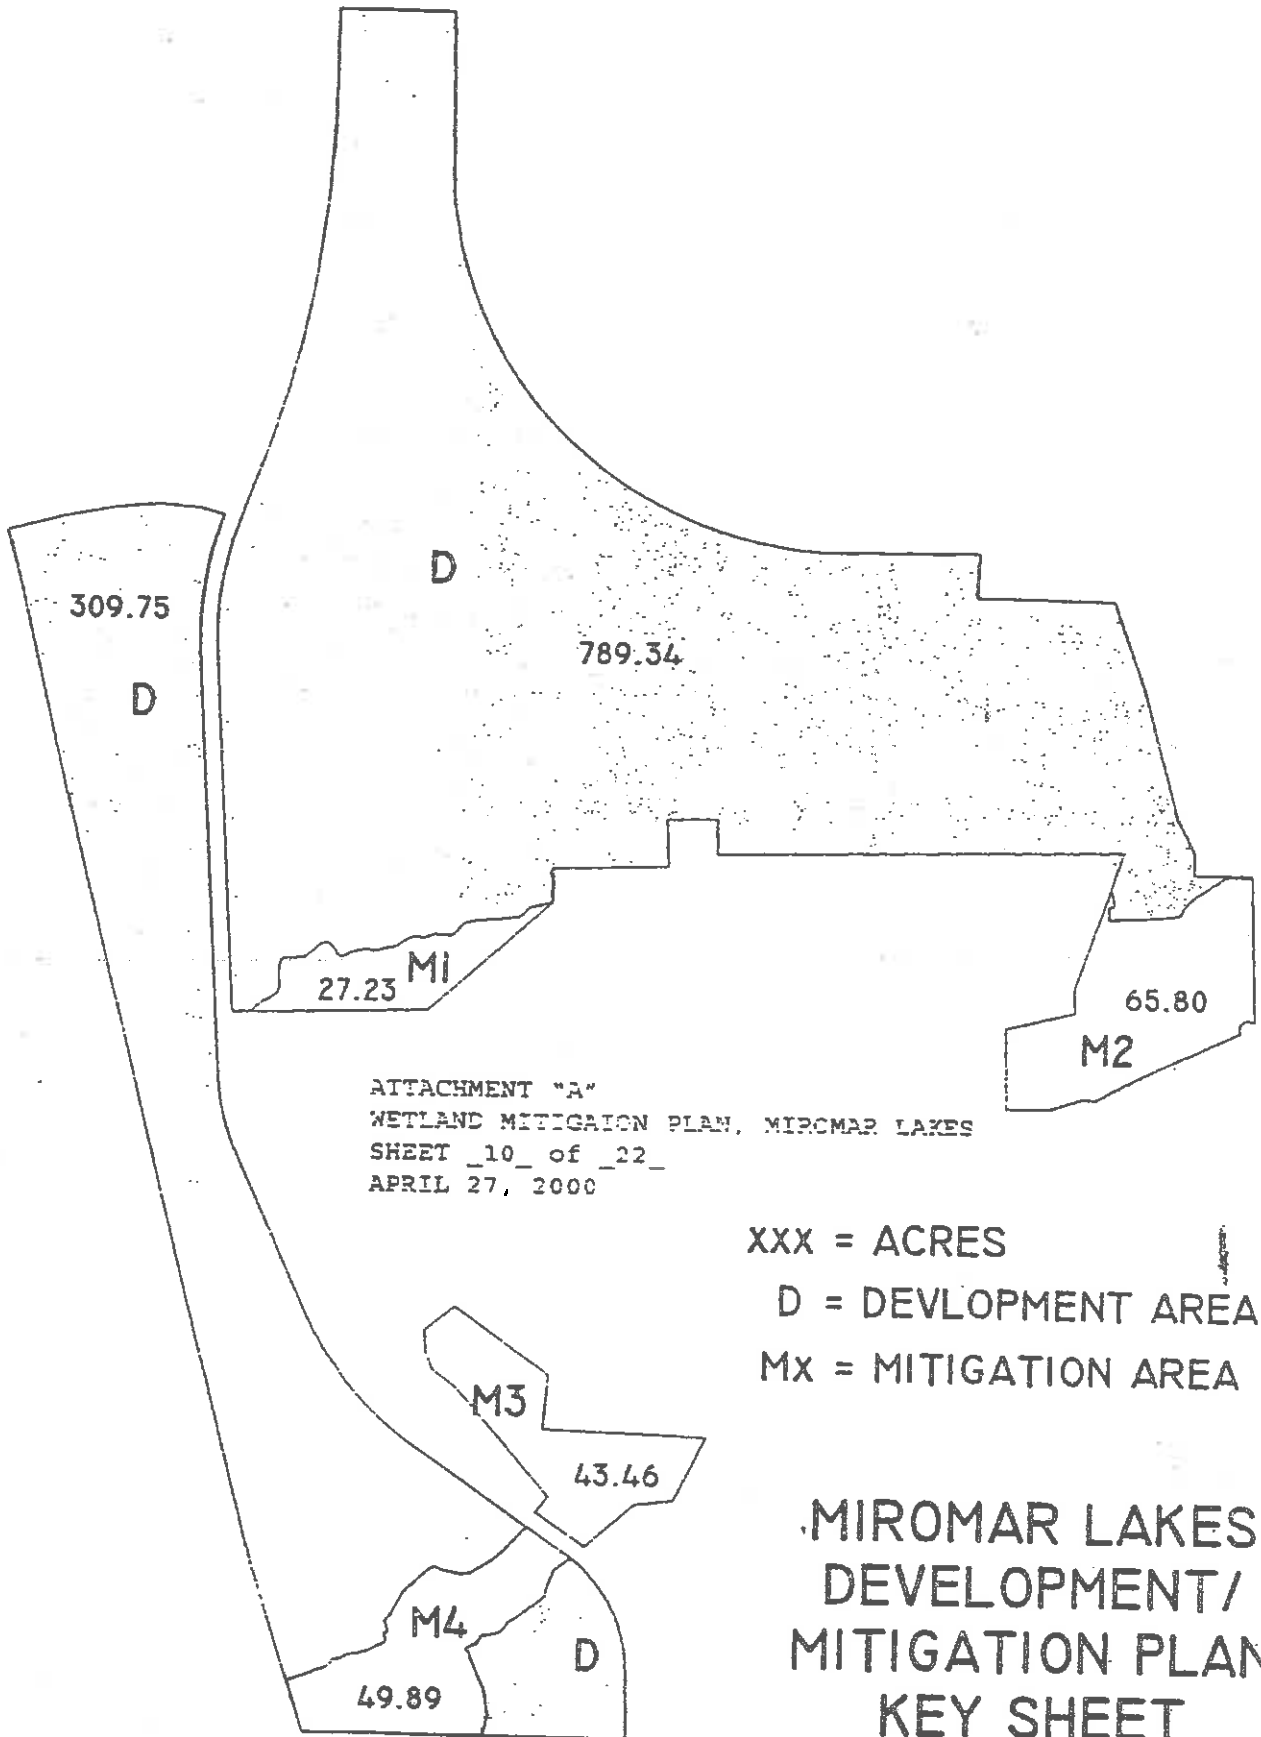 D
309.75
789.34
D
M1
27.23
65.80
M2
ATTACHMENT "A"
WETLAND MITIGAION PLAN, MIROMAR LAKES
SHEET _10_ of _22_
APRIL 27, 2000
XXX = ACRES
D = DEVLOPMENT AREA
MX = MITIGATION AREA
M3
43.46
MIROMAR LAKES
DEVELOPMENT/
MITIGATION PLAN
KEY SHEET
M4
D
49.89